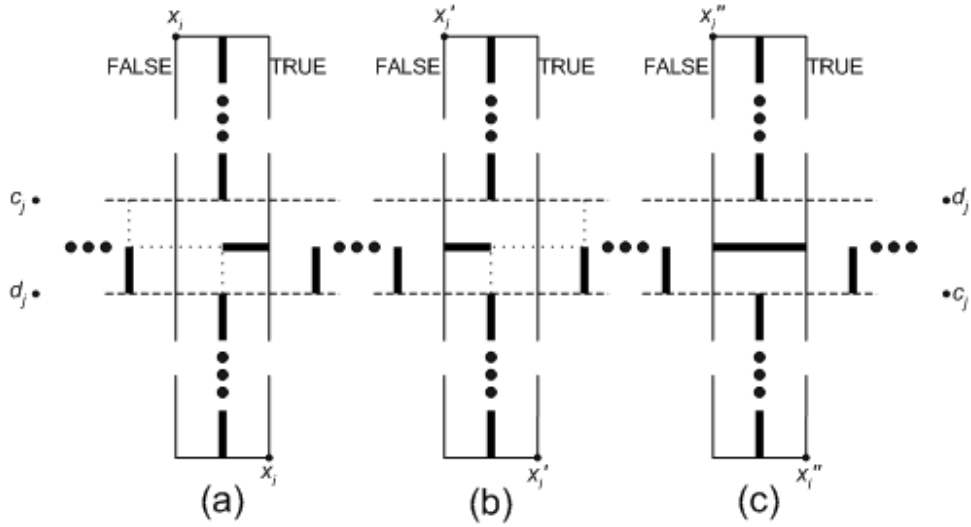 x_i x_i' x_i''
FALSE TRUE FALSE TRUE FALSE TRUE
c_j d_j
d_j c_j
x_i x_i' x_i''
(a) (b) (c)